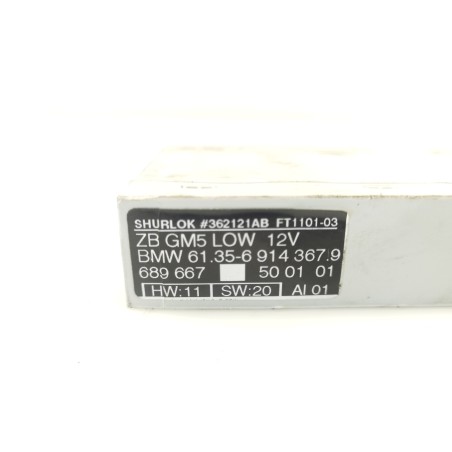 SHURLOK #362121AB FT1101-03
ZB GM5 LOW 12V
BMW 61.35-6 914 367.9
689 667 50 01 01
HW:11 SW:20 AI 01